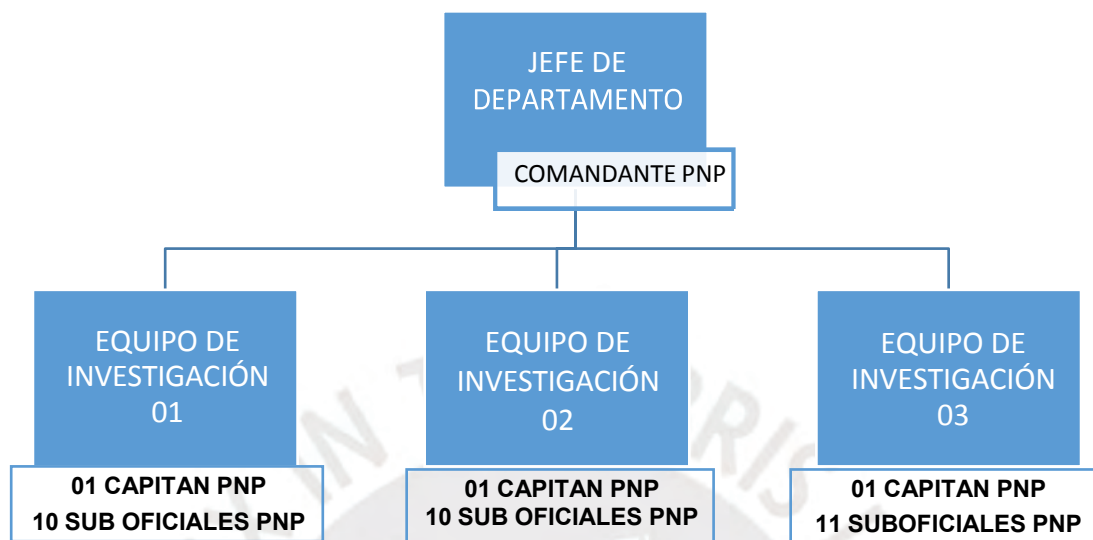 JEFE DE
DEPARTAMENTO
COMANDANTE PNP
EQUIPO DE
INVESTIGACIÓN
01
01 CAPITAN PNP
10 SUB OFICIALES PNP
EQUIPO DE
INVESTIGACIÓN
02
01 CAPITAN PNP
10 SUB OFICIALES PNP
EQUIPO DE
INVESTIGACIÓN
03
01 CAPITAN PNP
11 SUBOFICIALES PNP